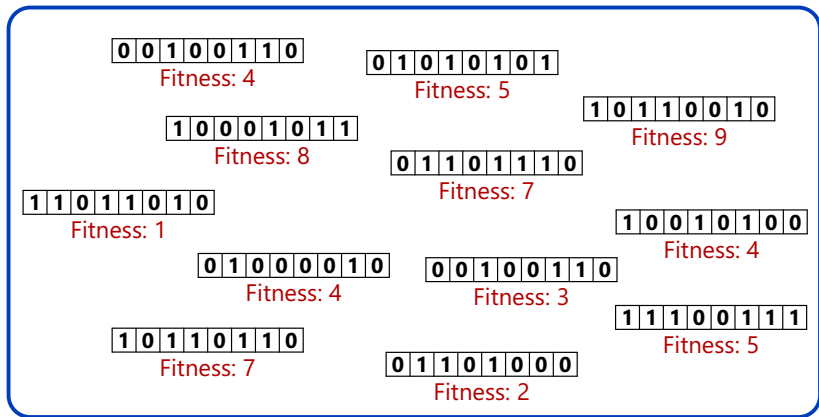 0 0 1 0 0 1 1 0
Fitness: 4
0 1 0 1 0 1 0 1
Fitness: 5
1 0 1 1 0 0 1 0
Fitness: 9
1 0 0 0 1 0 1 1
Fitness: 8
0 1 1 0 1 1 1 0
Fitness: 7
1 1 0 1 1 0 1 0
Fitness: 1
1 0 0 1 0 1 0 0
Fitness: 4
0 1 0 0 0 0 1 0
Fitness: 4
0 0 1 0 0 1 1 0
Fitness: 3
1 1 1 0 0 1 1 1
Fitness: 5
1 0 1 1 0 1 1 0
Fitness: 7
0 1 1 0 1 0 0 0
Fitness: 2